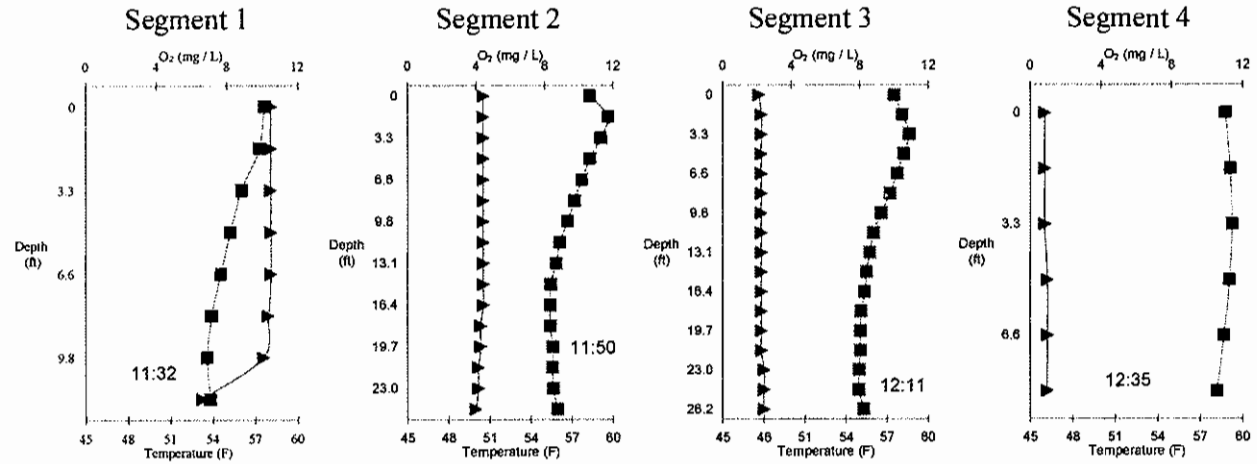 Segment 1
O₂ (mg / L)
0 4 8 12
0
3.3
6.6
9.8
Depth
(ft)
11:32
45 48 51 54 57 60
Temperature (F)
Segment 2
O₂ (mg / L)
0 4 8 12
0
3.3
6.6
9.8
13.1
16.4
19.7
23.0
Depth
(ft)
11:50
45 48 51 54 57 60
Temperature (F)
Segment 3
O₂ (mg / L)
0 4 8 12
0
3.3
6.6
9.8
13.1
16.4
19.7
23.0
26.2
Depth
(ft)
12:11
45 48 51 54 57 60
Temperature (F)
Segment 4
O₂ (mg / L)
0 4 8 12
0
3.3
6.6
Depth
(ft)
12:35
45 48 51 54 57 60
Temperature (F)